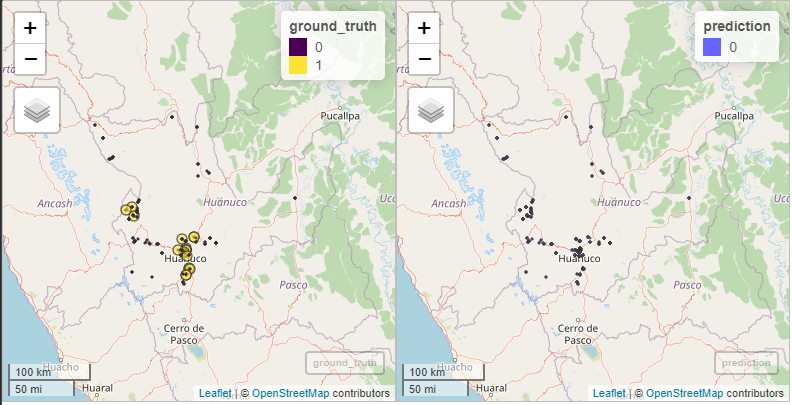 +
−
ground_truth
0
1
Pucallpa
Ancash
Huánuco
Huánuco
Pasco
Cerro de
Pasco
Huacho
Huaral
100 km
50 mi
ground_truth
Leaflet | © OpenStreetMap contributors
+
−
prediction
0
Pucallpa
Uca
Ancash
Huánuco
Huánuco
Pasco
Cerro de
Pasco
Huacho
Huaral
100 km
50 mi
prediction
Leaflet | © OpenStreetMap contributors